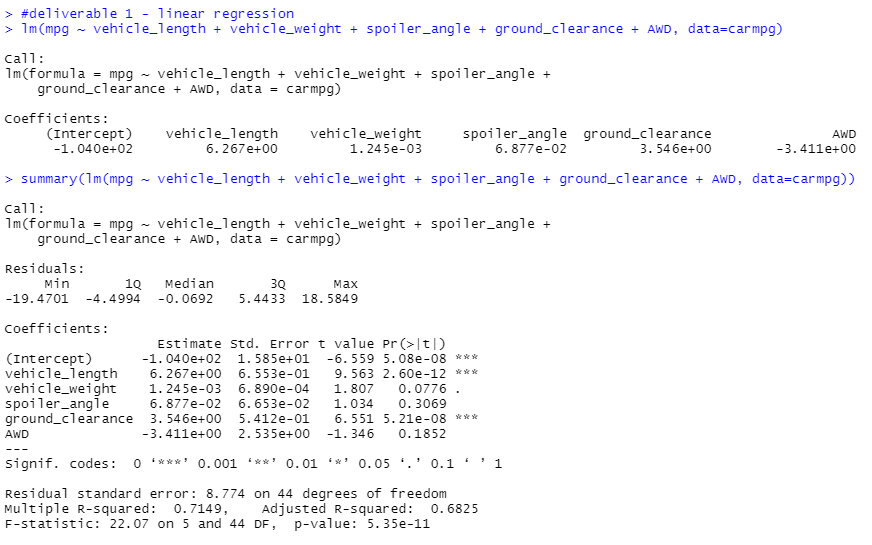 > #deliverable 1 - linear regression
> lm(mpg ~ vehicle_length + vehicle_weight + spoiler_angle + ground_clearance + AWD, data=carmpg)

Call:
lm(formula = mpg ~ vehicle_length + vehicle_weight + spoiler_angle +
    ground_clearance + AWD, data = carmpg)

Coefficients:
     (Intercept)    vehicle_length    vehicle_weight     spoiler_angle  ground_clearance               AWD
      -1.040e+02         6.267e+00         1.245e-03         6.877e-02         3.546e+00        -3.411e+00

> summary(lm(mpg ~ vehicle_length + vehicle_weight + spoiler_angle + ground_clearance + AWD, data=carmpg))

Call:
lm(formula = mpg ~ vehicle_length + vehicle_weight + spoiler_angle +
    ground_clearance + AWD, data = carmpg)

Residuals:
     Min       1Q   Median       3Q      Max
-19.4701  -4.4994  -0.0692   5.4433  18.5849

Coefficients:
                   Estimate Std. Error t value Pr(>|t|)
(Intercept)      -1.040e+02  1.585e+01  -6.559 5.08e-08 ***
vehicle_length    6.267e+00  6.553e-01   9.563 2.60e-12 ***
vehicle_weight    1.245e-03  6.890e-04   1.807   0.0776 .
spoiler_angle     6.877e-02  6.653e-02   1.034   0.3069
ground_clearance  3.546e+00  5.412e-01   6.551 5.21e-08 ***
AWD              -3.411e+00  2.535e+00  -1.346   0.1852
---
Signif. codes:  0 ‘***’ 0.001 ‘**’ 0.01 ‘*’ 0.05 ‘.’ 0.1 ‘ ’ 1

Residual standard error: 8.774 on 44 degrees of freedom
Multiple R-squared:  0.7149,    Adjusted R-squared:  0.6825
F-statistic: 22.07 on 5 and 44 DF,  p-value: 5.35e-11